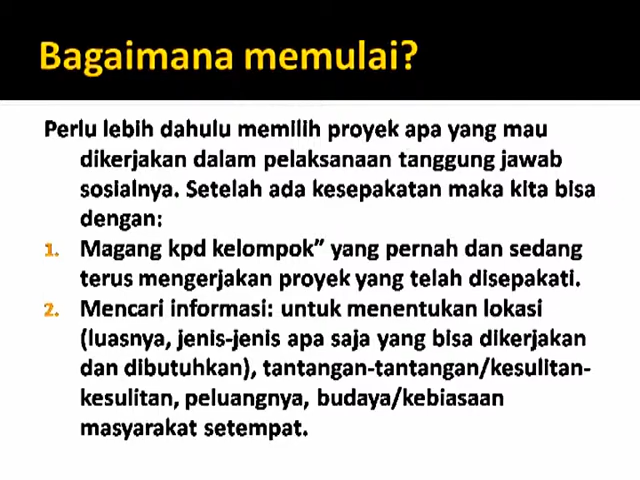 Bagaimana memulai?
Perlu lebih dahulu memilih proyek apa yang mau
dikerjakan dalam pelaksanaan tanggung jawab
sosialnya. Setelah ada kesepakatan maka kita bisa
dengan:
1. Magang kpd kelompok” yang pernah dan sedang
terus mengerjakan proyek yang telah disepakati.
2. Mencari informasi: untuk menentukan lokasi
(luasnya, jenis-jenis apa saja yang bisa dikerjakan
dan dibutuhkan), tantangan-tantangan/kesulitan-
kesulitan, peluangnya, budaya/kebiasaan
masyarakat setempat.